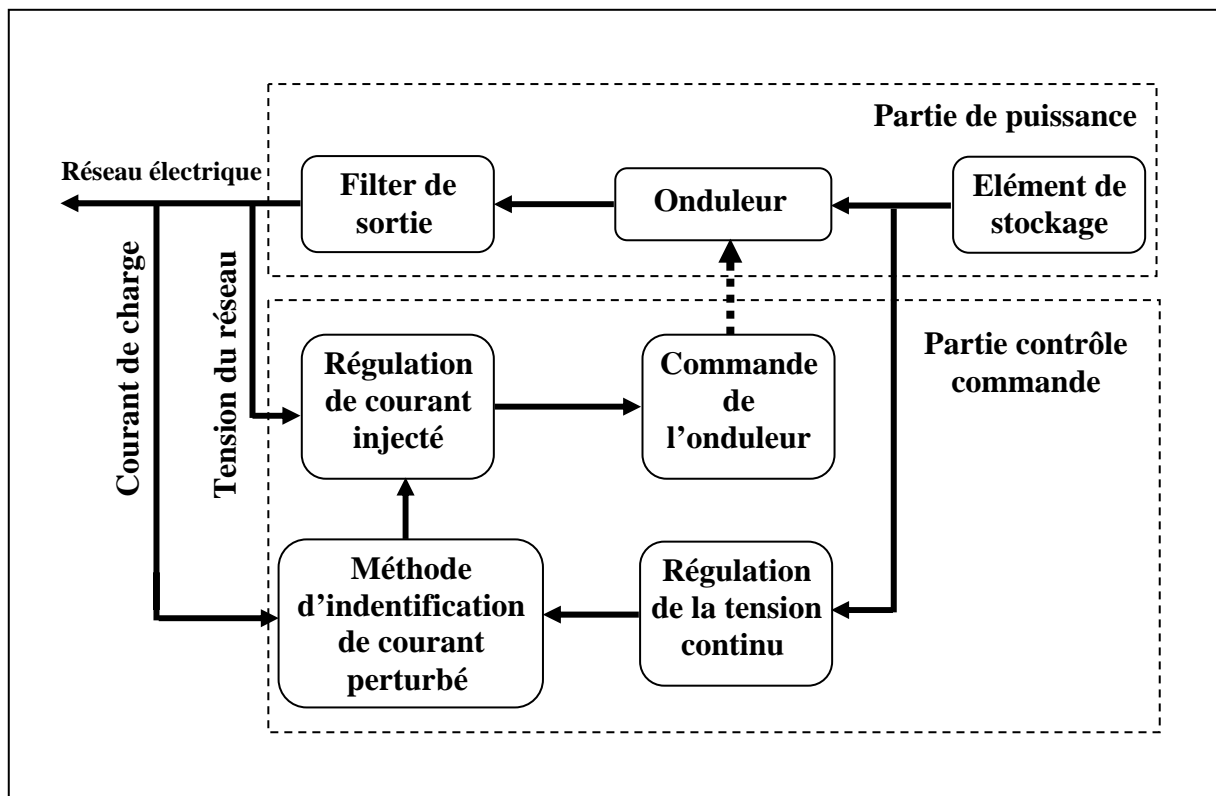 Partie de puissance
Réseau électrique
Filter de
sortie
Onduleur
Elément de
stockage
Courant de charge
Tension du réseau
Régulation
de courant
injecté
Commande
de
l’onduleur
Partie contrôle
commande
Méthode
d’indentification
de courant
perturbé
Régulation
de la tension
continu